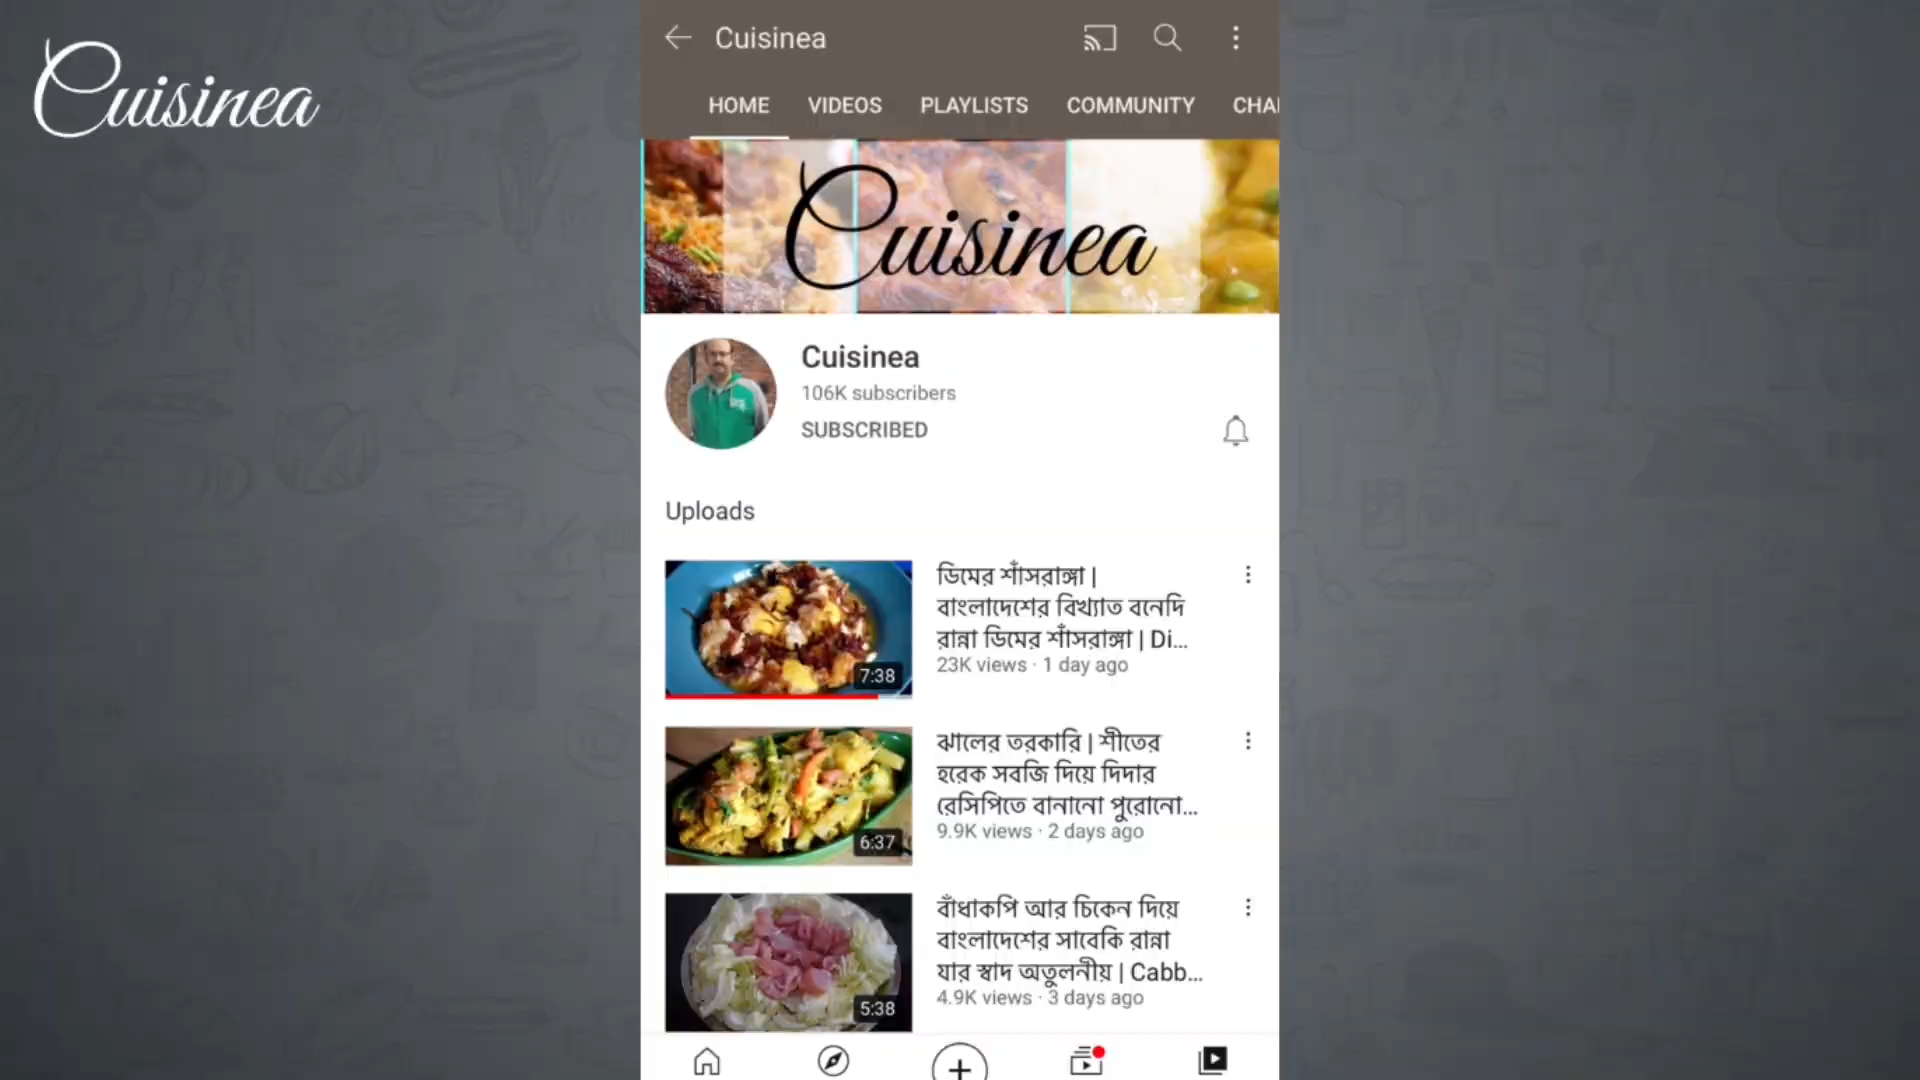 Cuisinea
Cuisinea
HOME VIDEOS PLAYLISTS COMMUNITY CHA
Cuisinea
Cuisinea
106K subscribers
SUBSCRIBED
Uploads
ডিমের শাঁসরাঙ্গা |
বাংলাদেশের বিখ্যাত বনেদি
রান্না ডিমের শাঁসরাঙ্গা | Di...
23K views · 1 day ago
7:38
ঝালের তরকারি | শীতের
হরেক সবজি দিয়ে দিদার
রেসিপিতে বানানো পুরোনো...
9.9K views · 2 days ago
6:37
বাঁধাকপি আর চিকেন দিয়ে
বাংলাদেশের সাবেকি রান্না
যার স্বাদ অতুলনীয় | Cabb...
4.9K views · 3 days ago
5:38